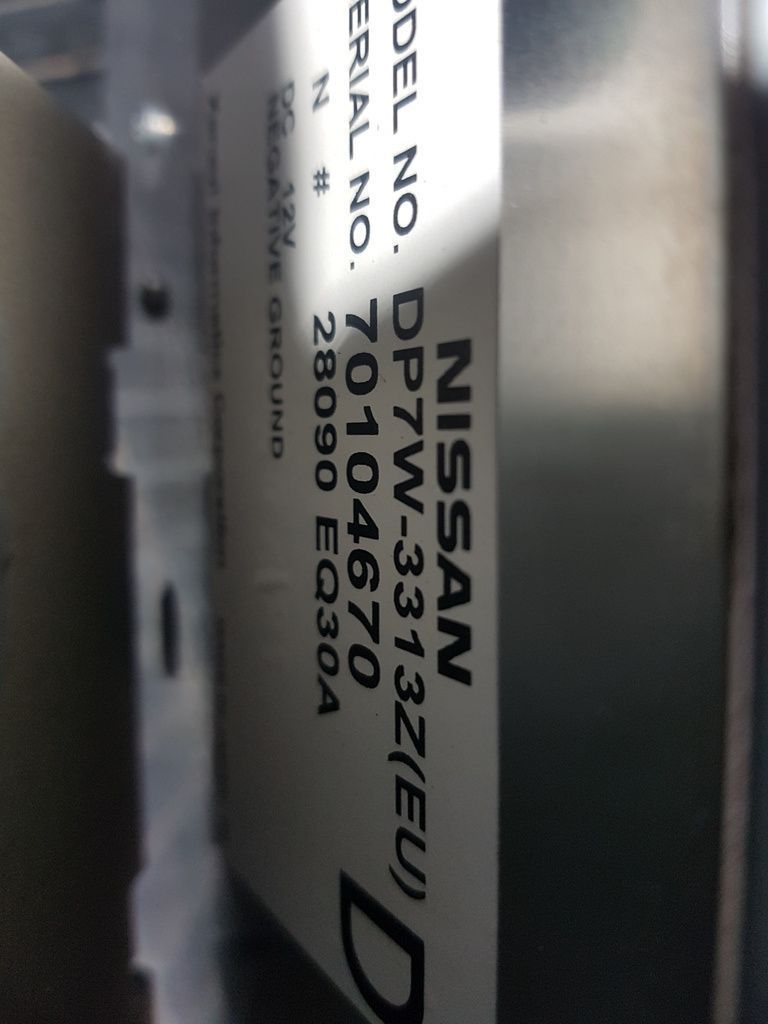 NISSAN
ODEL NO. DP7W-3313Z(EU)
ERIAL NO. 70104670
N # 28090 EQ30A
D
DC 12V
NEGATIVE GROUND